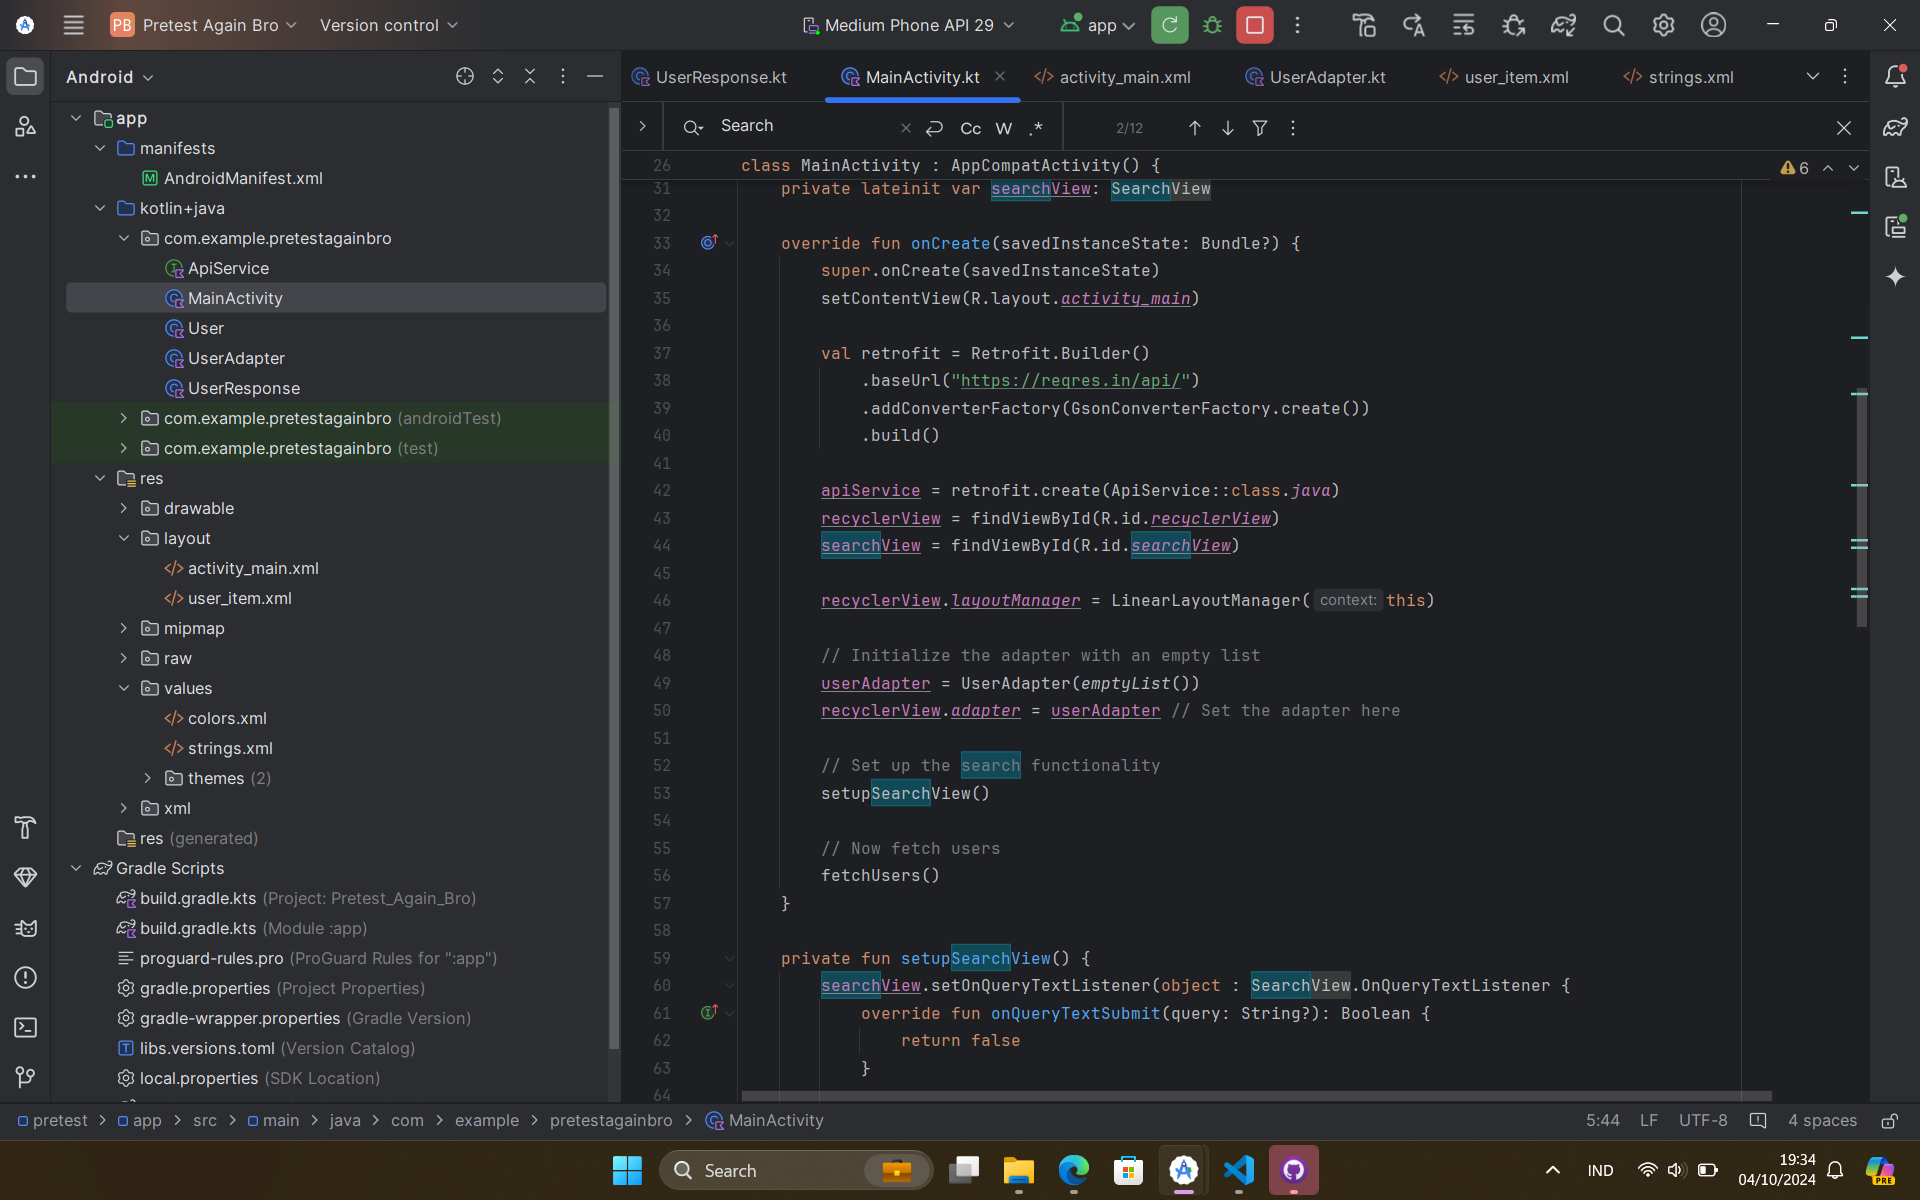 PB Pretest Again Bro Version control Medium Phone API 29 app
Android
app
manifests
AndroidManifest.xml
kotlin+java
com.example.pretestagainbro
ApiService
MainActivity
User
UserAdapter
UserResponse
com.example.pretestagainbro (androidTest)
com.example.pretestagainbro (test)
res
drawable
layout
activity_main.xml
user_item.xml
mipmap
raw
values
colors.xml
strings.xml
themes (2)
xml
res (generated)
Gradle Scripts
build.gradle.kts (Project: Pretest_Again_Bro)
build.gradle.kts (Module :app)
proguard-rules.pro (ProGuard Rules for ":app")
gradle.properties (Project Properties)
gradle-wrapper.properties (Gradle Version)
libs.versions.toml (Version Catalog)
local.properties (SDK Location)
UserResponse.kt MainActivity.kt activity_main.xml UserAdapter.kt user_item.xml strings.xml
Search Cc W .* 2/12
26 class MainActivity : AppCompatActivity() { 6
31 private lateinit var searchView: SearchView
32
33 override fun onCreate(savedInstanceState: Bundle?) {
34 super.onCreate(savedInstanceState)
35 setContentView(R.layout.activity_main)
36
37 val retrofit = Retrofit.Builder()
38 .baseUrl("https://reqres.in/api/")
39 .addConverterFactory(GsonConverterFactory.create())
40 .build()
41
42 apiService = retrofit.create(ApiService::class.java)
43 recyclerView = findViewById(R.id.recyclerView)
44 searchView = findViewById(R.id.searchView)
45
46 recyclerView.layoutManager = LinearLayoutManager( context: this)
47
48 // Initialize the adapter with an empty list
49 userAdapter = UserAdapter(emptyList())
50 recyclerView.adapter = userAdapter // Set the adapter here
51
52 // Set up the search functionality
53 setupSearchView()
54
55 // Now fetch users
56 fetchUsers()
57 }
58
59 private fun setupSearchView() {
60 searchView.setOnQueryTextListener(object : SearchView.OnQueryTextListener {
61 override fun onQueryTextSubmit(query: String?): Boolean {
62 return false
63 }
64
pretest > app > src > main > java > com > example > pretestagainbro > MainActivity 5:44 LF UTF-8 4 spaces
Search IND 19:34
04/10/2024
PRE